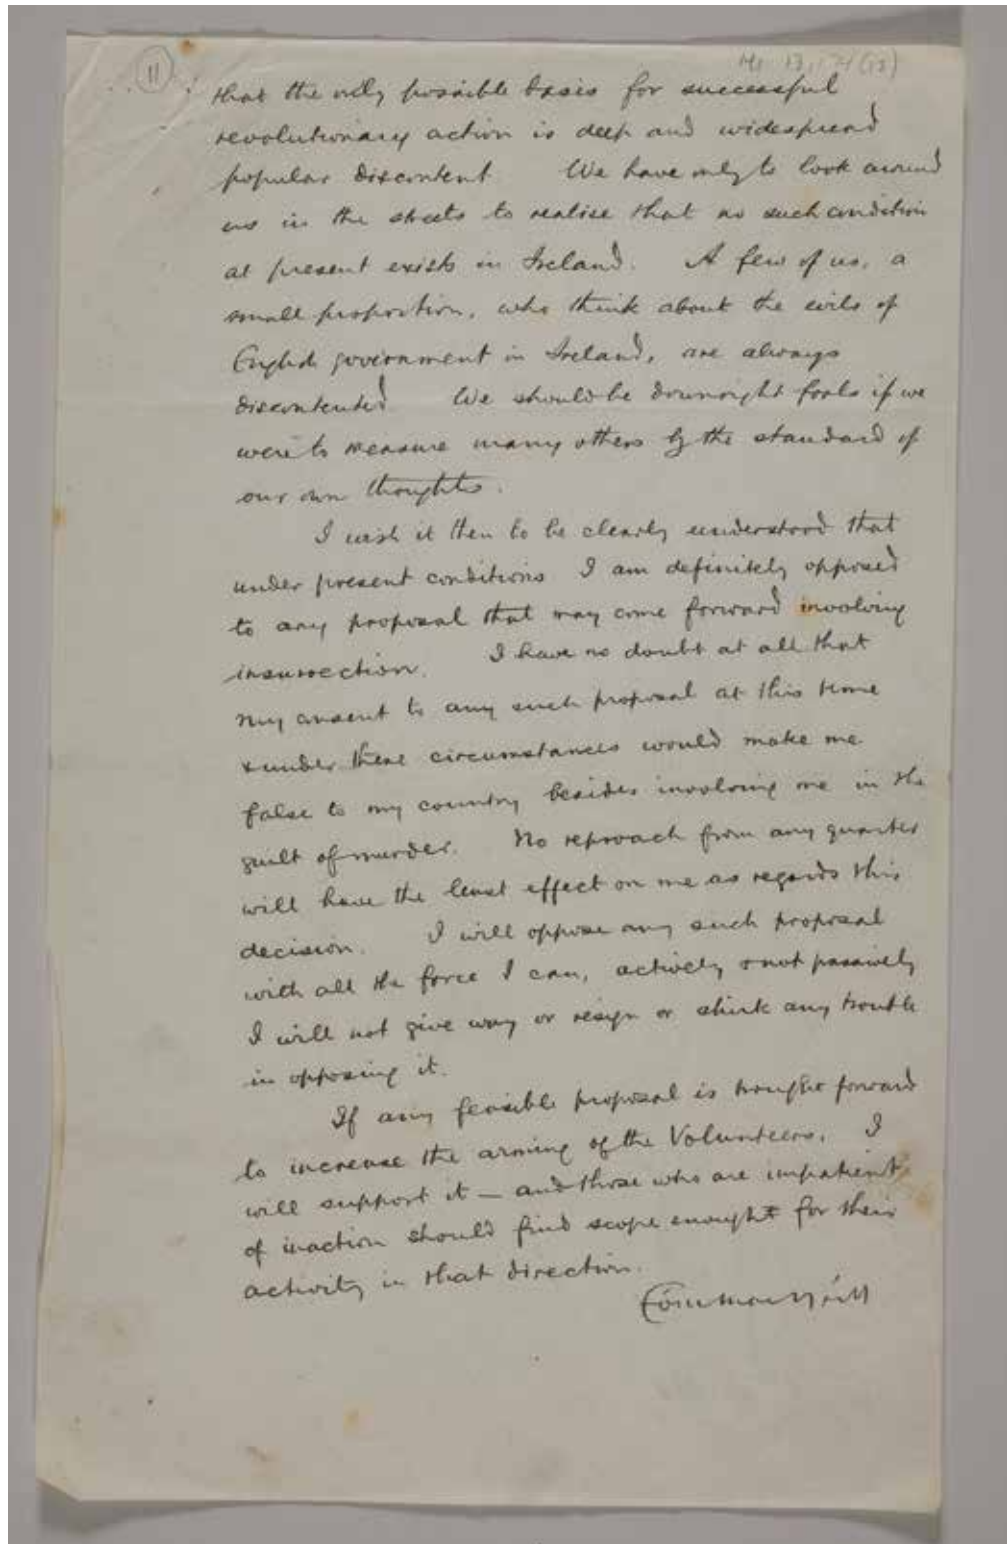 11
Ms 13,174(15)
that the only possible basis for successful
revolutionary action is deep and widespread
popular discontent We have only to look around
us in the streets to realise that no such condition
at present exists in Ireland. A few of us, a
small proportion, who think about the evils of
English government in Ireland, are always
discontented We should be downright fools if we
were to measure many others by the standard of
our own thoughts.
I wish it then to be clearly understood that
under present conditions I am definitely opposed
to any proposal that may come forward involving
insurrection. I have no doubt at all that
my assent to any such proposal at this time
& under these circumstances would make me
false to my country besides involving me in the
guilt of murder. No reproach from any quarter
will have the least effect on me as regards this
decision. I will oppose any such proposal
with all the force I can, actively & not passively
I will not give way or resign or shirk any trouble
in opposing it.
If any feasible proposal is brought forward
to increase the arming of the Volunteers, I
will support it — and those who are impatient
of inaction should find scope enought for their
activity in that direction.
Eoin Mac Néill